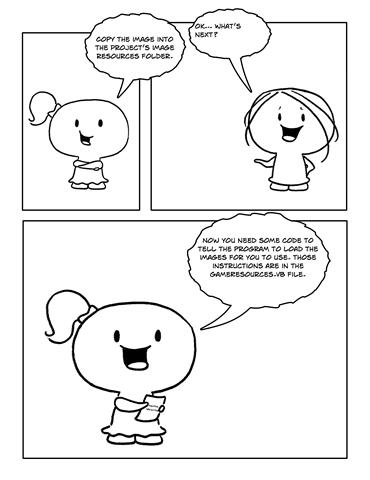 COPY THE IMAGE INTO
THE PROJECT'S IMAGE
RESOURCES FOLDER.
OK... WHAT'S
NEXT?
NOW YOU NEED SOME CODE TO
TELL THE PROGRAM TO LOAD THE
IMAGES FOR YOU TO USE. THOSE
INSTRUCTIONS ARE IN THE
GAMERESOURCES.VB FILE.